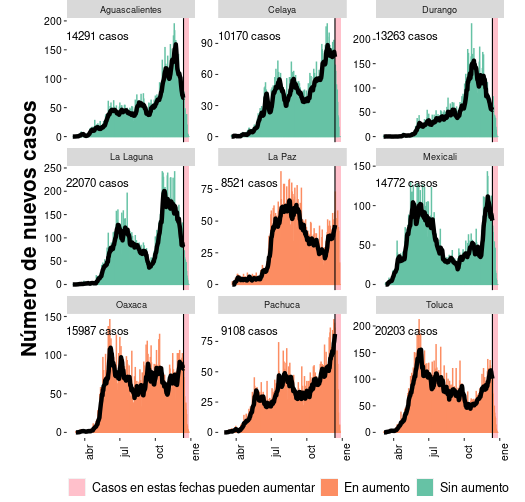 Número de nuevos casos
Aguascalientes
14291 casos
200
150
100
50
0
Celaya
10170 casos
90
60
30
0
Durango
13263 casos
200
150
100
50
0
La Laguna
22070 casos
250
200
150
100
50
0
La Paz
8521 casos
75
50
25
0
Mexicali
14772 casos
150
100
50
0
Oaxaca
15987 casos
150
100
50
0
Pachuca
9108 casos
75
50
25
0
Toluca
20203 casos
200
150
100
50
0
abr jul oct ene
abr jul oct ene
abr jul oct ene
Casos en estas fechas pueden aumentar En aumento Sin aumento